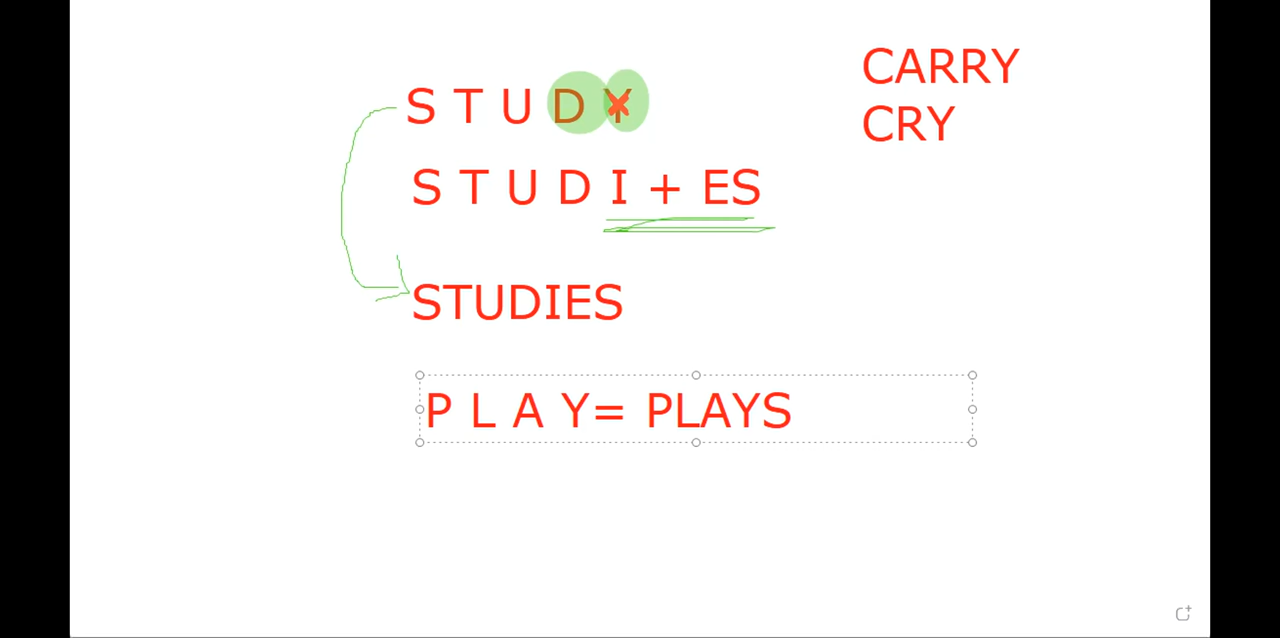 S T U D Y
S T U D I + ES
STUDIES
P L A Y= PLAYS
CARRY
CRY